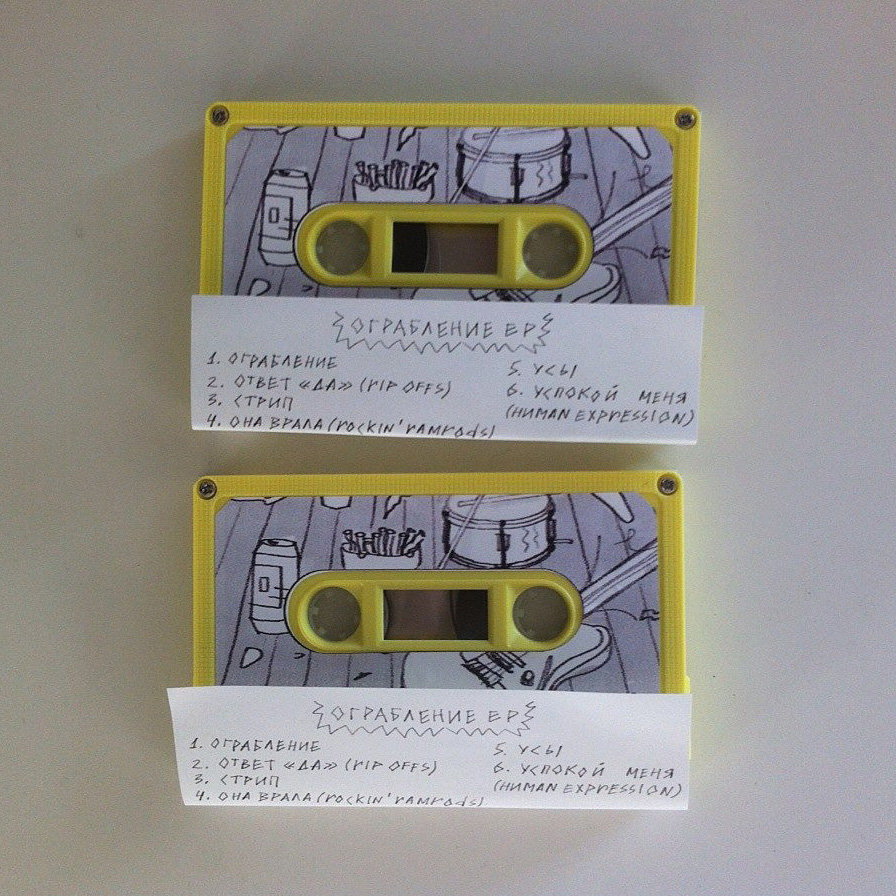 ОГРАБЛЕНИЕ EP
1. ОГРАБЛЕНИЕ
2. ОТВЕТ «ДА» (RIP OFFS)
3. СТРИП
4. ОНА ВРАЛА (ROCKIN' RAMRODS)
5. УСЫ
6. УСПОКОЙ МЕНЯ
(HUMAN EXPRESSION)
ОГРАБЛЕНИЕ EP
1. ОГРАБЛЕНИЕ
2. ОТВЕТ «ДА» (RIP OFFS)
3. СТРИП
4. ОНА ВРАЛА (ROCKIN' RAMRODS)
5. УСЫ
6. УСПОКОЙ МЕНЯ
(HUMAN EXPRESSION)